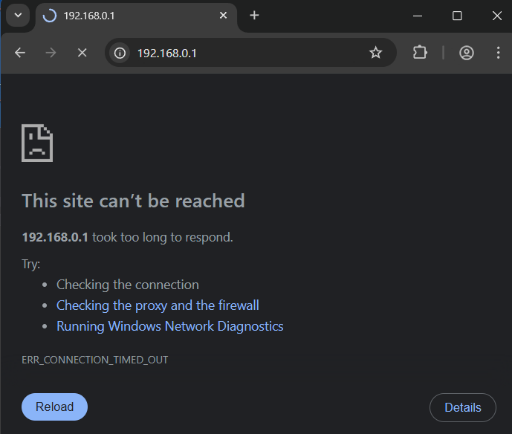 192.168.0.1
192.168.0.1
This site can’t be reached
192.168.0.1 took too long to respond.
Try:
• Checking the connection
• Checking the proxy and the firewall
• Running Windows Network Diagnostics
ERR_CONNECTION_TIMED_OUT
Reload
Details